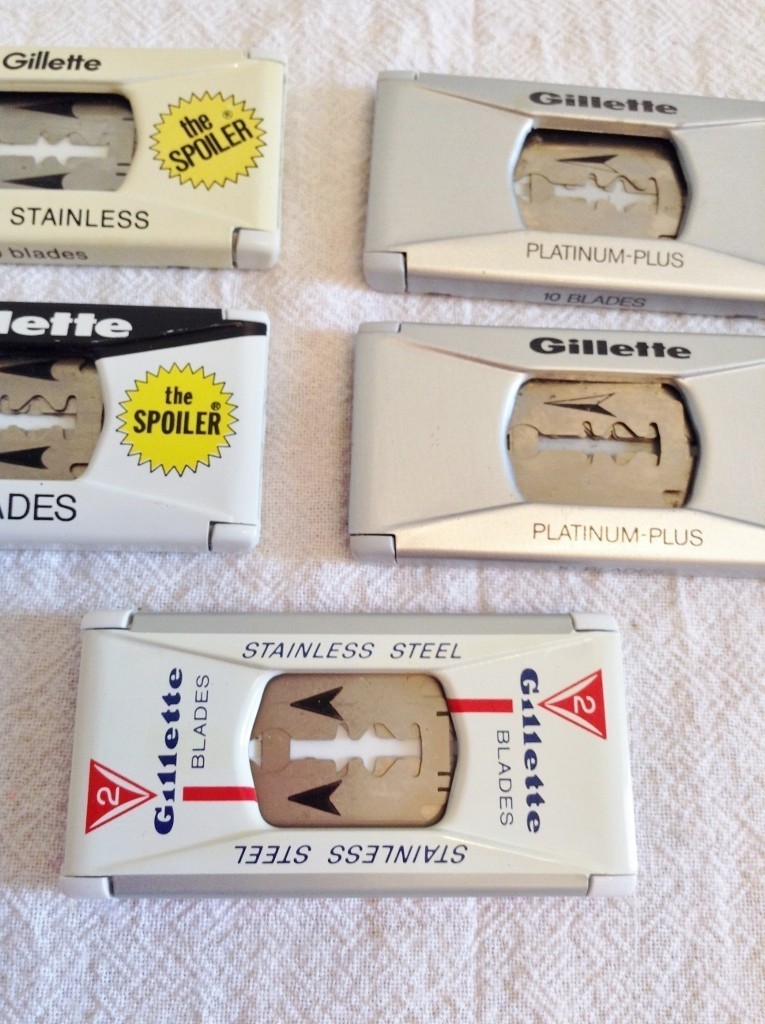 Gillette
the
SPOILER®
STAINLESS
blades
Gillette
PLATINUM-PLUS
10 BLADES
lette
the
SPOILER®
ADES
Gillette
PLATINUM-PLUS
BLADES
STAINLESS STEEL
Gillette
BLADES
2
Gillette
BLADES
2
STAINLESS STEEL